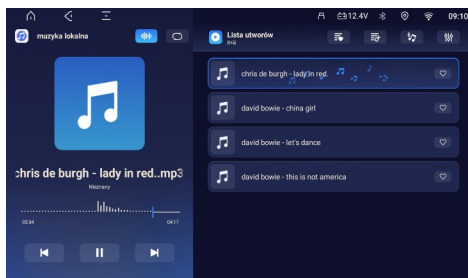 12.4V
09:10
muzyka lokalna
Lista utworów
chris de burgh - lady in red.
david bowie - china girl
david bowie - let's dance
david bowie - this is not america
chris de burgh - lady in red..mp3
Nieznany
03:34
04:17